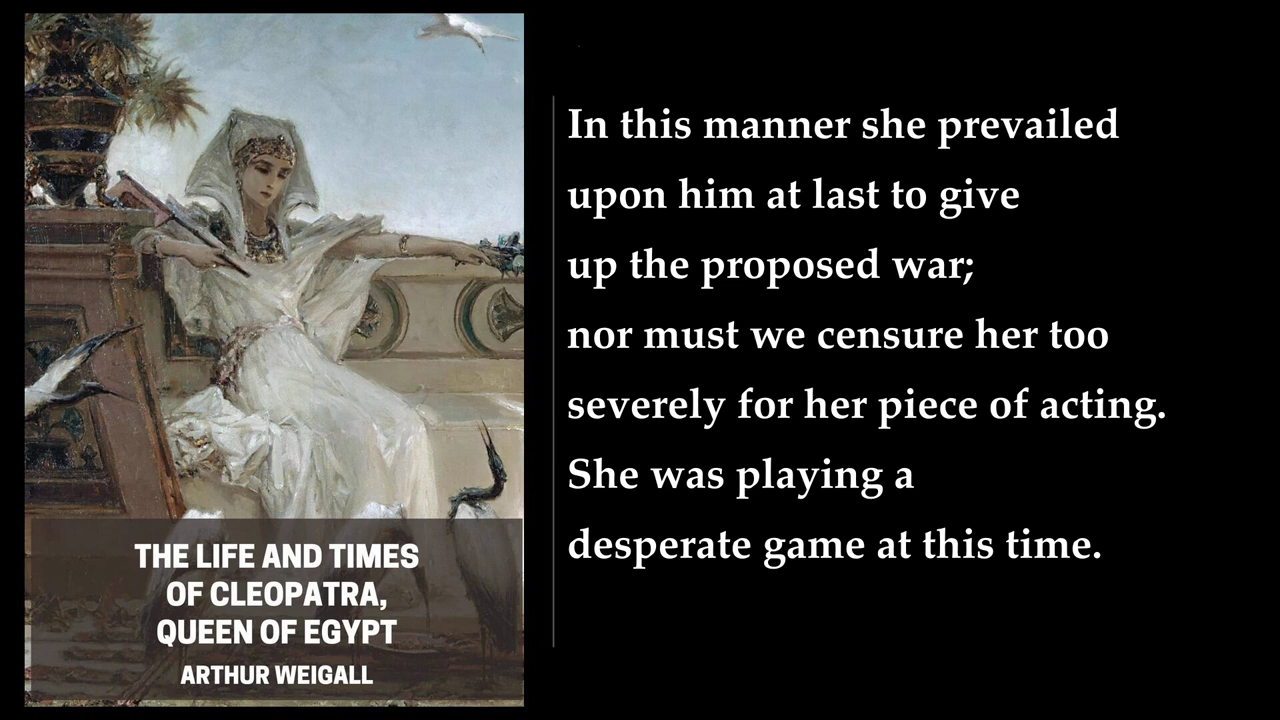 THE LIFE AND TIMES
OF CLEOPATRA,
QUEEN OF EGYPT
ARTHUR WEIGALL
In this manner she prevailed
upon him at last to give
up the proposed war;
nor must we censure her too
severely for her piece of acting.
She was playing a
desperate game at this time.